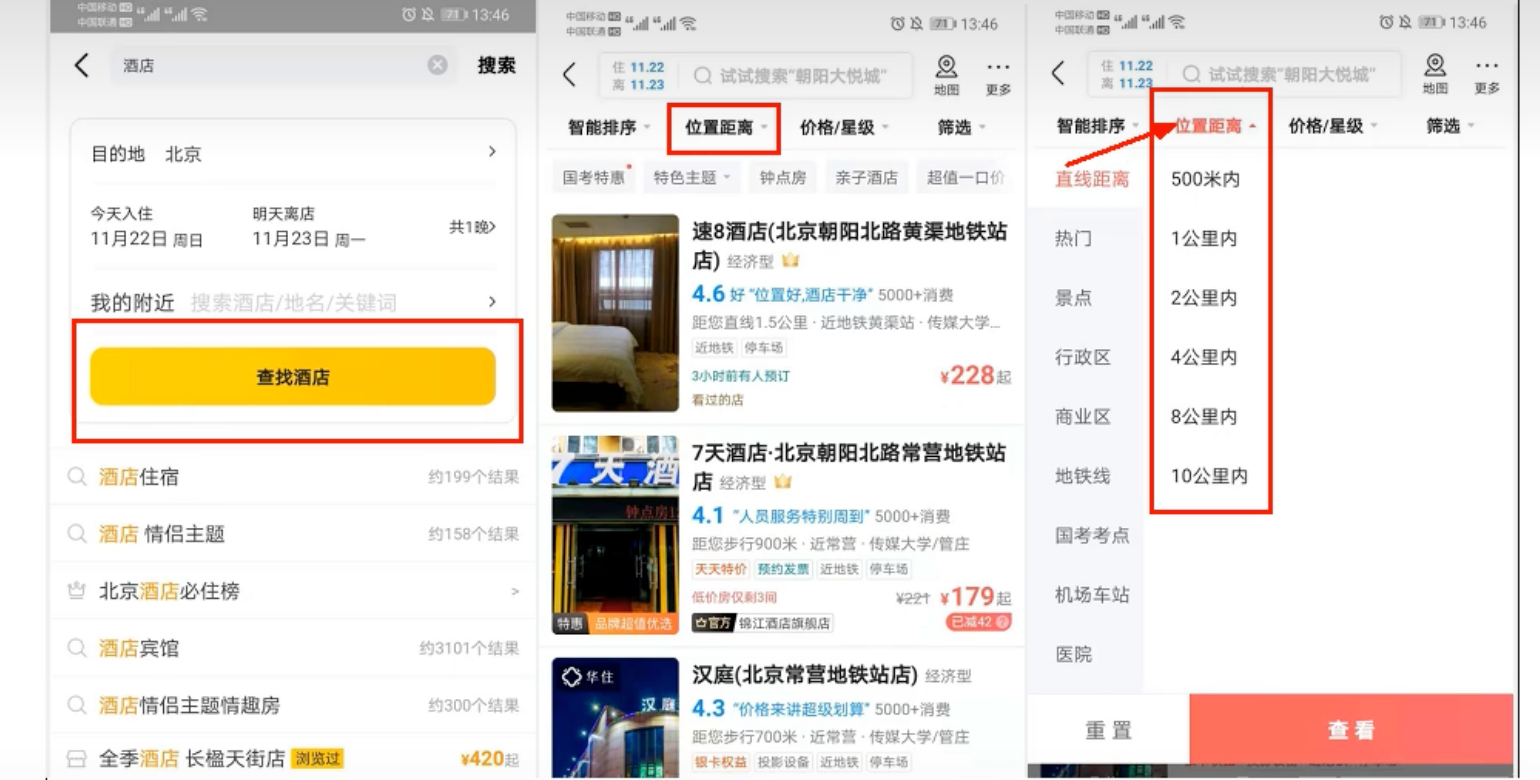 中国移动 HD
中国联通 HD
71 13:46
酒店
搜索
目的地 北京
今天入住
明天离店
11月22日 周日
11月23日 周一
共1晚
我的附近 搜索酒店/地名/关键词
查找酒店
酒店住宿
约199个结果
酒店 情侣主题
约158个结果
北京酒店必住榜
酒店宾馆
约3101个结果
酒店情侣主题情趣房
约300个结果
全季酒店 长楹天街店 浏览过
¥420起
中国移动 HD
中国联通 HD
71 13:46
住 11.22
离 11.23
试试搜索“朝阳大悦城”
地图
更多
智能排序
位置距离
价格/星级
筛选
国考特惠
特色主题
钟点房
亲子酒店
超值一口价
速8酒店(北京朝阳北路黄渠地铁站
店) 经济型
4.6 好 “位置好,酒店干净” 5000+消费
距您直线1.5公里 · 近地铁黄渠站 · 传媒大学...
近地铁 停车场
3小时前有人预订
¥228起
看过的店
7天酒
钟点房1
特惠 品牌超值优选
7天酒店·北京朝阳北路常营地铁站
店 经济型
4.1 “人员服务特别周到” 5000+消费
距您步行900米 · 近常营 · 传媒大学/管庄
天天特价 预约发票 近地铁 停车场
低价房仅剩3间
¥221 ¥179起
官方 锦江酒店旗舰店
已减42
华住
汉庭
汉庭(北京常营地铁站店) 经济型
4.3 “价格来讲超级划算” 5000+消费
距您步行700米 · 近常营 · 传媒大学/管庄
银卡权益 投影设备 近地铁 停车场
中国移动 HD
中国联通 HD
71 13:46
住 11.22
离 11.23
试试搜索“朝阳大悦城”
地图
更多
智能排序
位置距离
价格/星级
筛选
直线距离
500米内
热门
1公里内
景点
2公里内
行政区
4公里内
商业区
8公里内
地铁线
10公里内
国考考点
机场车站
医院
重置
查看